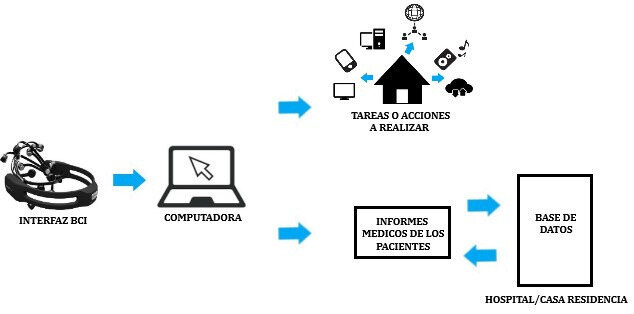 TAREAS O ACCIONES
A REALIZAR
INTERFAZ BCI
COMPUTADORA
INFORMES
MEDICOS DE LOS
PACIENTES
BASE DE
DATOS
HOSPITAL/CASA RESIDENCIA